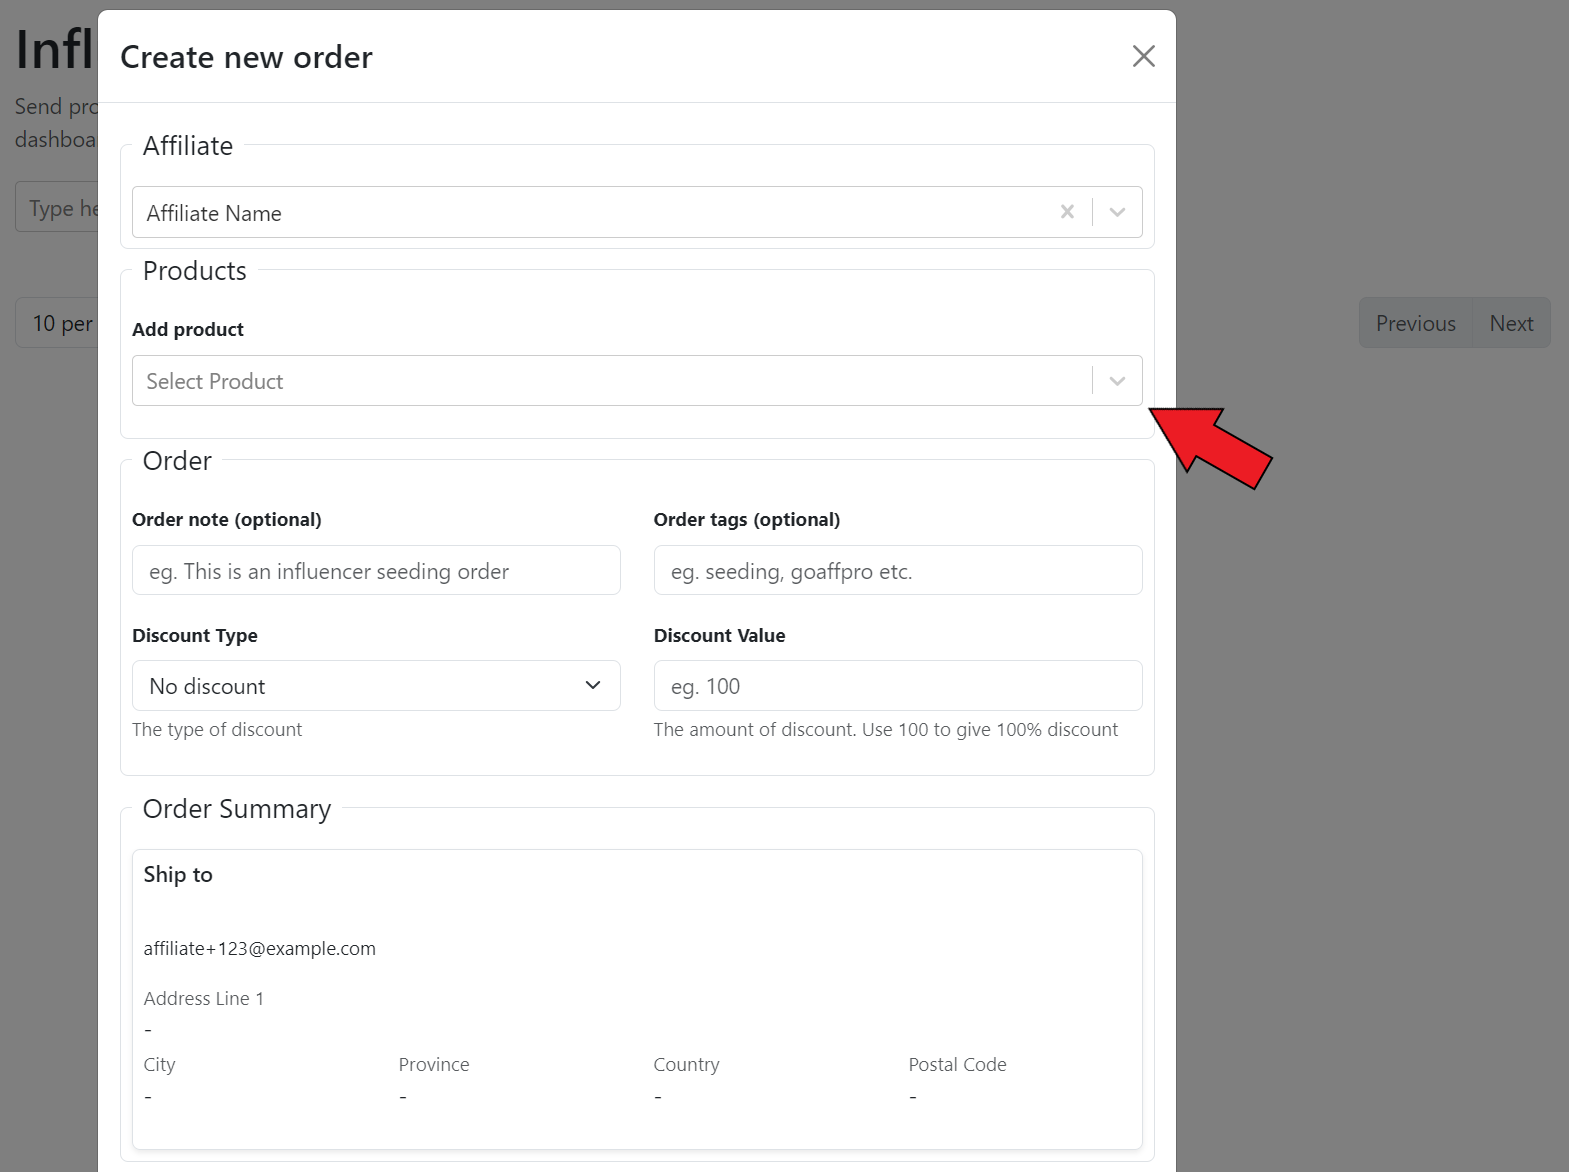 Infl
Create new order
Send pro
dashboa
Affiliate
Type he
Affiliate Name
Products
Add product
10 per
Previous
Next
Select Product
Order
Order note (optional)
Order tags (optional)
eg. This is an influencer seeding order
eg. seeding, goaffpro etc.
Discount Type
Discount Value
No discount
eg. 100
The type of discount
The amount of discount. Use 100 to give 100% discount
Order Summary
Ship to
affiliate+123@example.com
Address Line 1
-
City
Province
Country
Postal Code
-
-
-
-